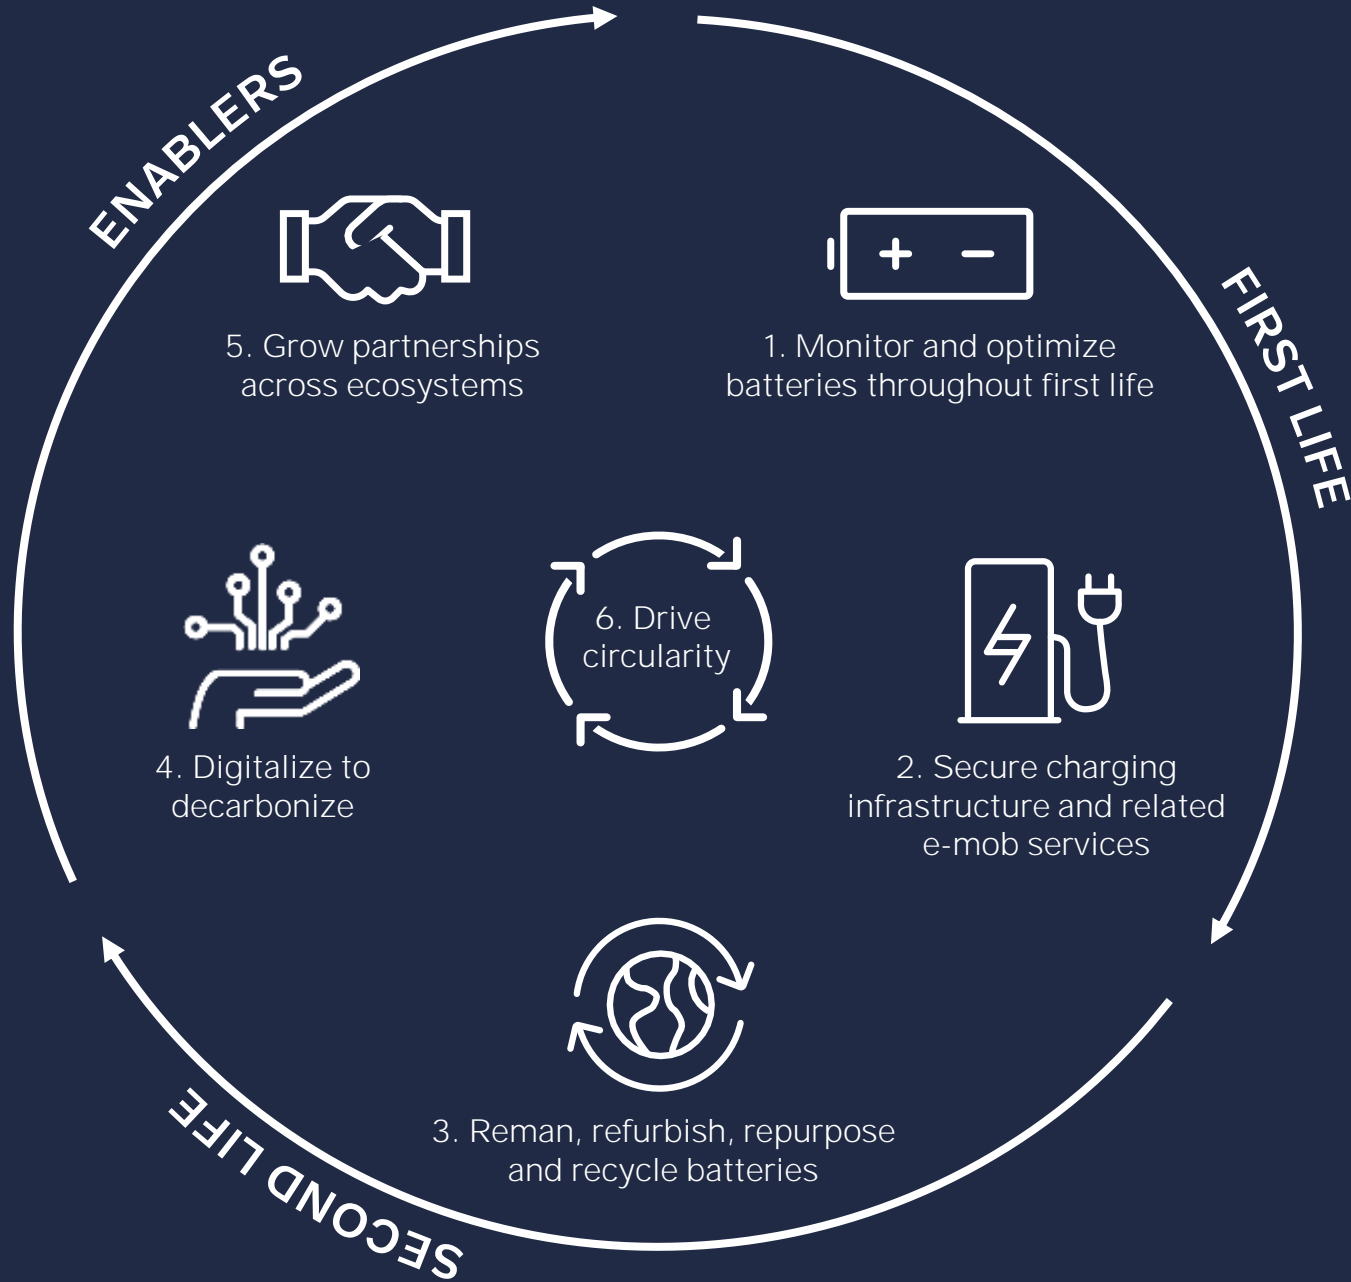 ENABLERS
FIRST LIFE
5. Grow partnerships
across ecosystems
1. Monitor and optimize
batteries throughout first life
6. Drive
circularity
4. Digitalize to
decarbonize
2. Secure charging
infrastructure and related
e-mob services
3. Reman, refurbish, repurpose
and recycle batteries
SECOND LIFE